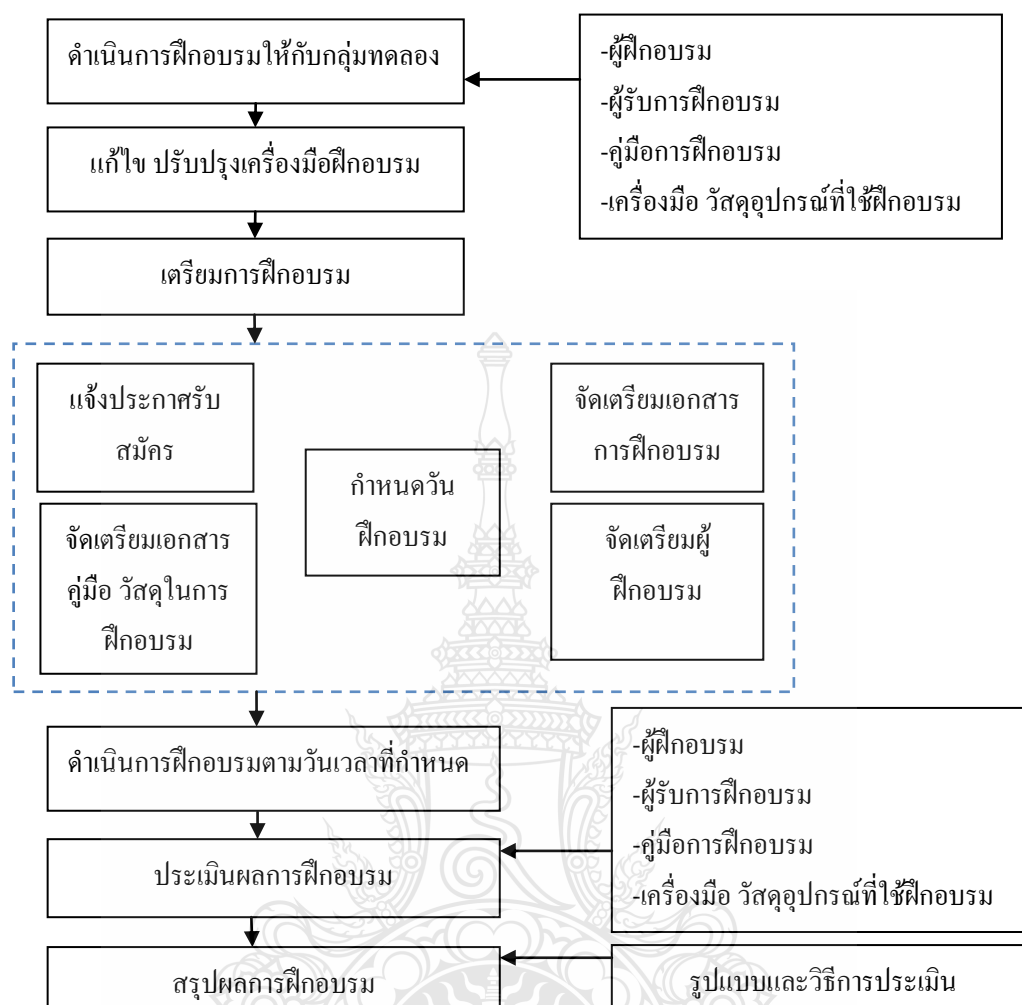 ดำเนินการฝึกอบรมให้กับกลุ่มทดลอง
-ผู้ฝึกอบรม
-ผู้รับการฝึกอบรม
-คู่มือการฝึกอบรม
-เครื่องมือ วัสดุอุปกรณ์ที่ใช้ฝึกอบรม
แก้ไข ปรับปรุงเครื่องมือฝึกอบรม
เตรียมการฝึกอบรม
แจ้งประกาศรับ
สมัคร
จัดเตรียมเอกสาร
คู่มือ วัสดุในการ
ฝึกอบรม
กำหนดวัน
ฝึกอบรม
จัดเตรียมเอกสาร
การฝึกอบรม
จัดเตรียมผู้
ฝึกอบรม
ดำเนินการฝึกอบรมตามวันเวลาที่กำหนด
-ผู้ฝึกอบรม
-ผู้รับการฝึกอบรม
-คู่มือการฝึกอบรม
-เครื่องมือ วัสดุอุปกรณ์ที่ใช้ฝึกอบรม
ประเมินผลการฝึกอบรม
สรุปผลการฝึกอบรม
รูปแบบและวิธีการประเมิน